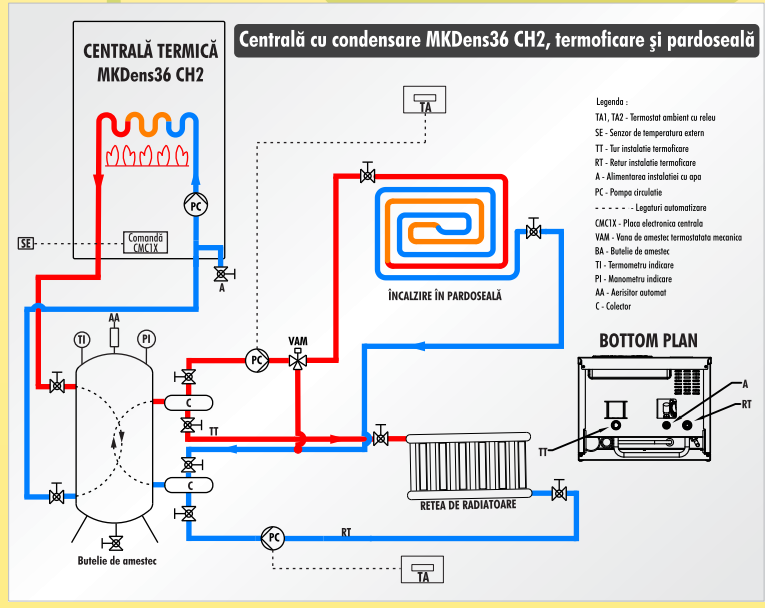 Centrală cu condensare MKDens36 CH2, termoficare şi pardoseală
CENTRALĂ TERMICĂ
MKDens36 CH2
PC
SE
Comandă
CMC1X
A
TA
Legenda :
TA1, TA2 - Termostat ambient cu releu
SE - Senzor de temperatura extern
TT - Tur instalatie termoficare
RT - Retur instalatie termoficare
A - Alimentarea instalatiei cu apa
PC - Pompa circulatie
- - - - - - Legaturi automatizare
CMC1X - Placa electronica centrala
VAM - Vana de amestec termostatata mecanica
BA - Butelie de amestec
TI - Termometru indicare
PI - Manometru indicare
AA - Aerisitor automat
C - Colector
ÎNCALZIRE ÎN PARDOSEALĂ
AA
TI
PI
PC
VAM
C
TT
C
RETEA DE RADIATOARE
PC
RT
TA
Butelie de amestec
BOTTOM PLAN
A
RT
TT